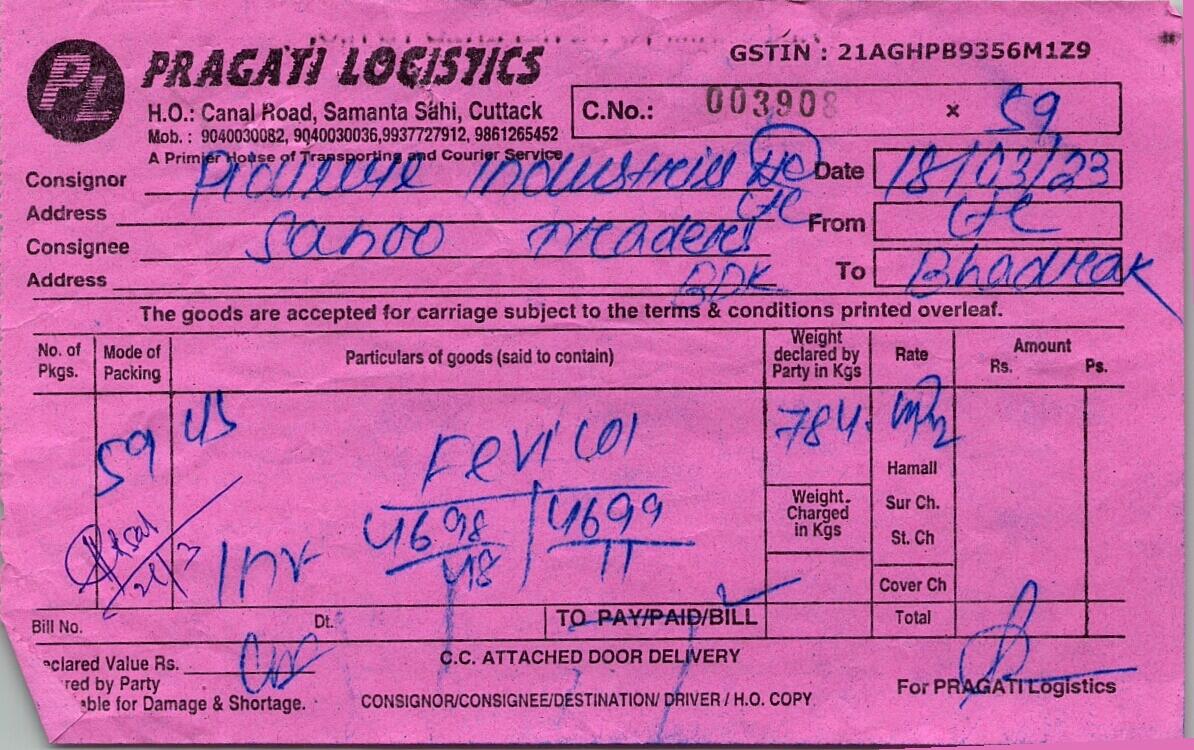 PL PRAGATI LOGISTICS
GSTIN : 21AGHPB9356M1Z9
H.O.: Canal Road, Samanta Sahi, Cuttack
C.No.: 003908 × 59
Mob. : 9040030082, 9040030036,9937727912, 9861265452
A Primier House of Transporting and Courier Service
Consignor Industries Date 18/03/23
Address From
Consignee Sahoo To Bhadrak
Address BDK
The goods are accepted for carriage subject to the terms & conditions printed overleaf.
No. of Pkgs. Mode of Packing Particulars of goods (said to contain) Weight declared by Party in Kgs Rate Amount Rs. Ps.
59 Fevicol 784
Hamall
Weight. Charged in Kgs Sur Ch.
4698 4699 St. Ch
Inv 48 11 Cover Ch
Bill No. Dt. TO PAY/PAID/BILL Total
eclared Value Rs. C.C. ATTACHED DOOR DELIVERY
red by Party
able for Damage & Shortage. CONSIGNOR/CONSIGNEE/DESTINATION/ DRIVER / H.O. COPY For PRAGATI Logistics